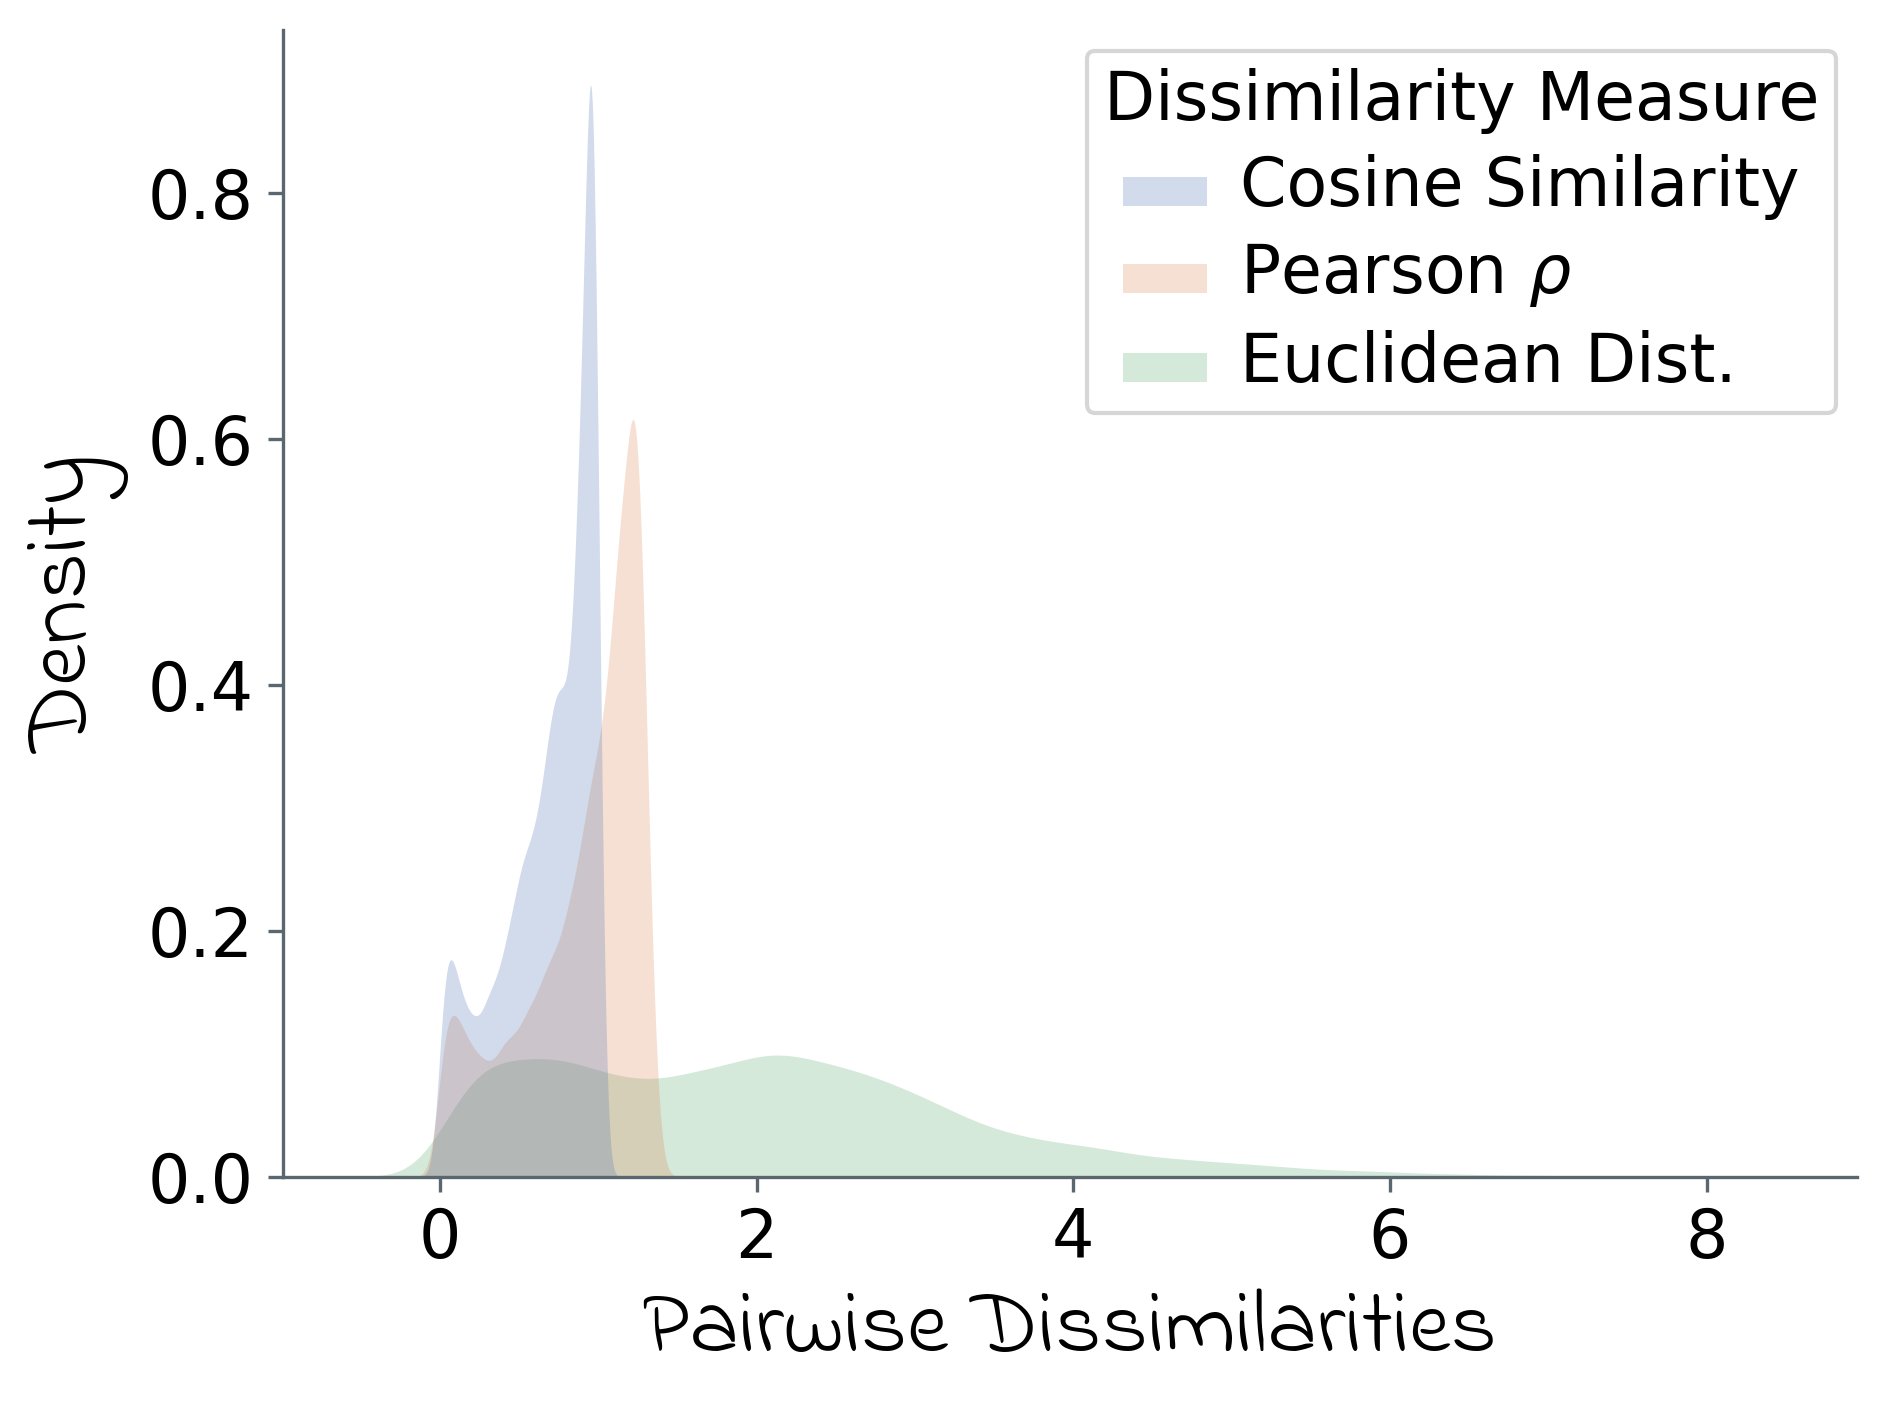 Dissimilarity Measure
Cosine Similarity
Pearson ρ
Euclidean Dist.
Density
0.8
0.6
0.4
0.2
0.0
0 2 4 6 8
Pairwise Dissimilarities